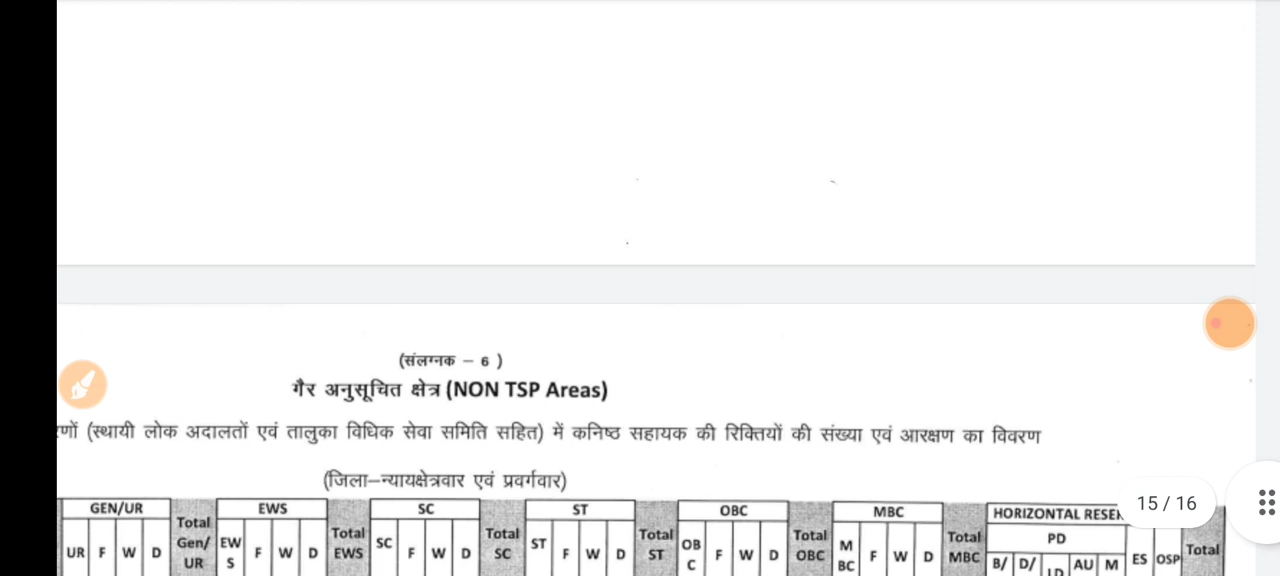 (संलग्नक – 6 )
गैर अनुसूचित क्षेत्र (NON TSP Areas)
(स्थायी लोक अदालतों एवं तालुका विधिक सेवा समिति सहित) में कनिष्ठ सहायक की रिक्तियों की संख्या एवं आरक्षण का विवरण
(जिला–न्यायक्षेत्रवार एवं प्रवर्गवार)
15 / 16
GEN/UR Total Gen/ UR EWS Total EWS SC Total SC ST Total ST OBC Total OBC MBC Total MBC HORIZONTAL Total
UR F W D EW S F W D SC F W D ST F W D OB C F W D M BC F W D PD ES OSP
B/ D/ LD AU M